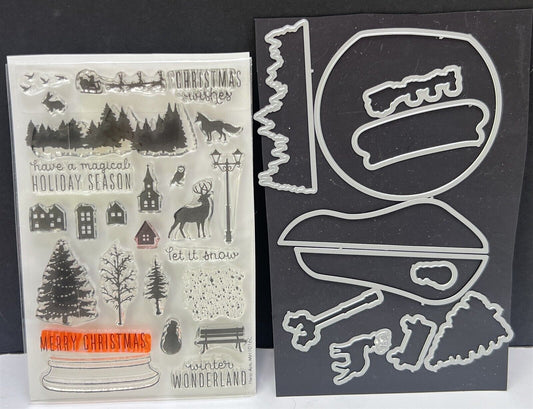 CHRISTMAS
wishes
have a magical
HOLIDAY SEASON
let it snow
MERRY CHRISTMAS
winter
WONDERLAND